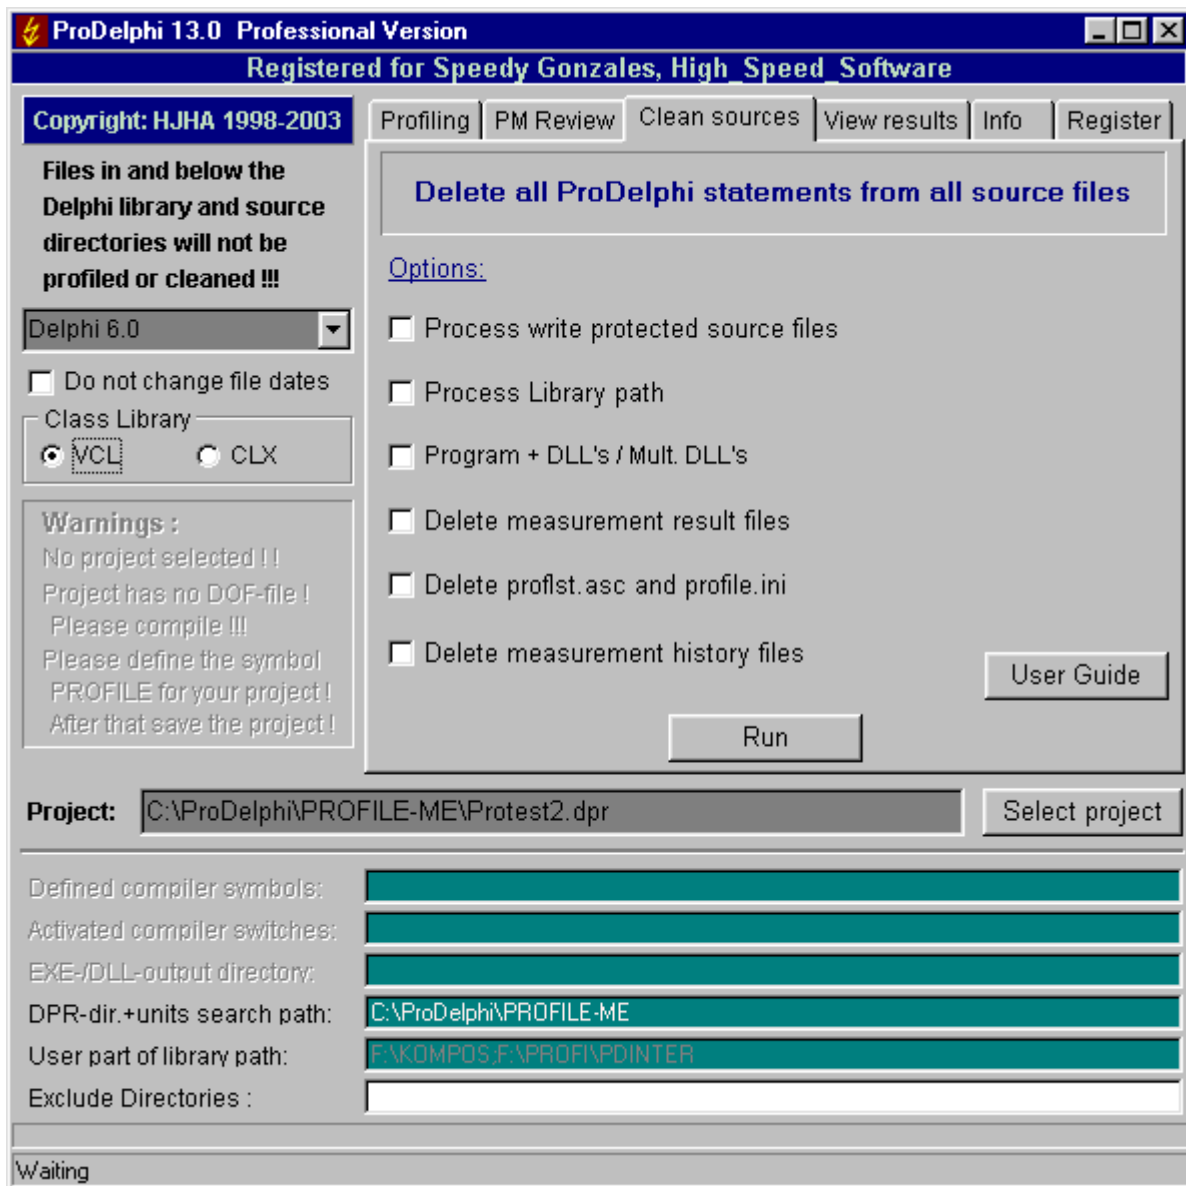 ProDelphi 13.0 Professional Version
Registered for Speedy Gonzales, High_Speed_Software
Copyright: HJHA 1998-2003
Files in and below the
Delphi library and source
directories will not be
profiled or cleaned !!!
Delphi 6.0
Do not change file dates
Class Library
VCL CLX
Warnings :
No project selected ! !
Project has no DOF-file !
Please compile !!!
Please define the symbol
PROFILE for your project !
After that save the project !
Profiling PM Review Clean sources View results Info Register
Delete all ProDelphi statements from all source files
Options:
Process write protected source files
Process Library path
Program + DLL's / Mult. DLL's
Delete measurement result files
Delete proflst.asc and profile.ini
Delete measurement history files
User Guide
Run
Project: C:\ProDelphi\PROFILE-ME\Protest2.dpr Select project
Defined compiler symbols:
Activated compiler switches:
EXE-/DLL-output directory:
DPR-dir.+units search path: C:\ProDelphi\PROFILE-ME
User part of library path: F:\KOMPOS;F:\PROFI\PDINTER
Exclude Directories :
Waiting